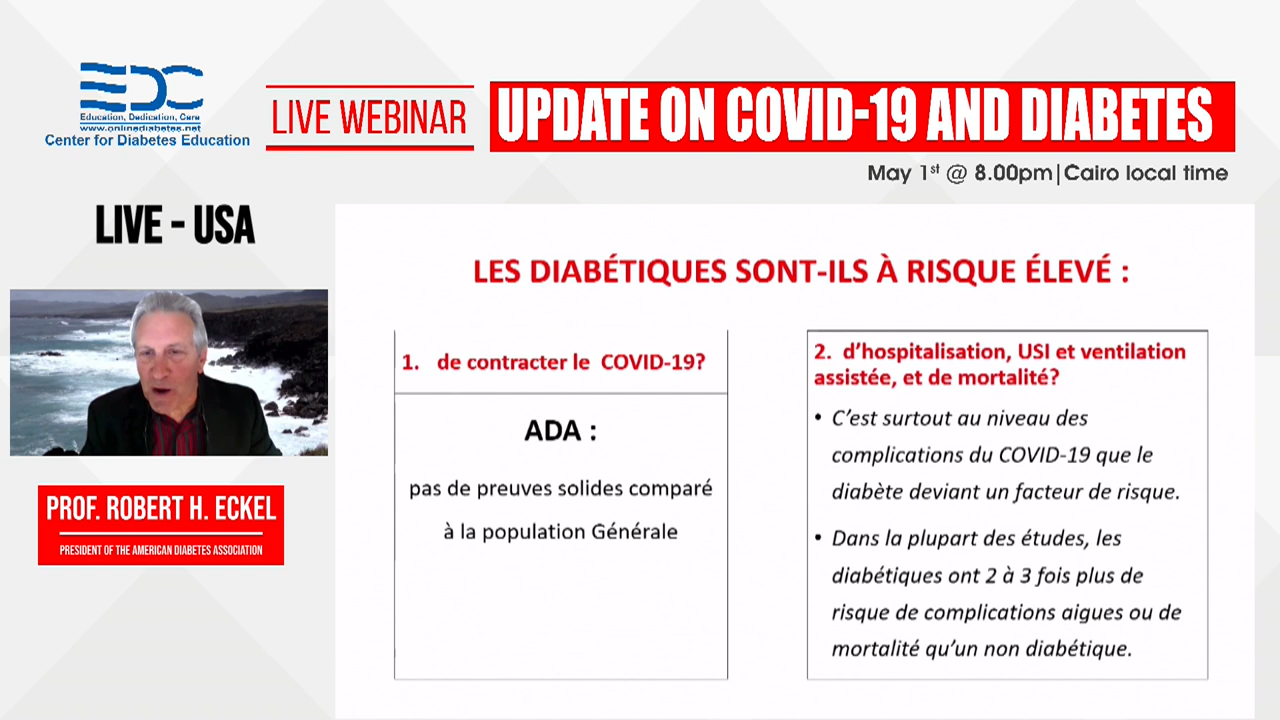 EDC
Education, Dedication, Care
www.onlinediabetes.net
Center for Diabetes Education
LIVE WEBINAR
UPDATE ON COVID-19 AND DIABETES
May 1st @ 8.00pm|Cairo local time
LIVE - USA
PROF. ROBERT H. ECKEL
PRESIDENT OF THE AMERICAN DIABETES ASSOCIATION
LES DIABÉTIQUES SONT-ILS À RISQUE ÉLEVÉ :
1. de contracter le COVID-19?
ADA :
pas de preuves solides comparé
à la population Générale
2. d’hospitalisation, USI et ventilation
assistée, et de mortalité?
• C’est surtout au niveau des
complications du COVID-19 que le
diabète deviant un facteur de risque.
• Dans la plupart des études, les
diabétiques ont 2 à 3 fois plus de
risque de complications aigues ou de
mortalité qu’un non diabétique.